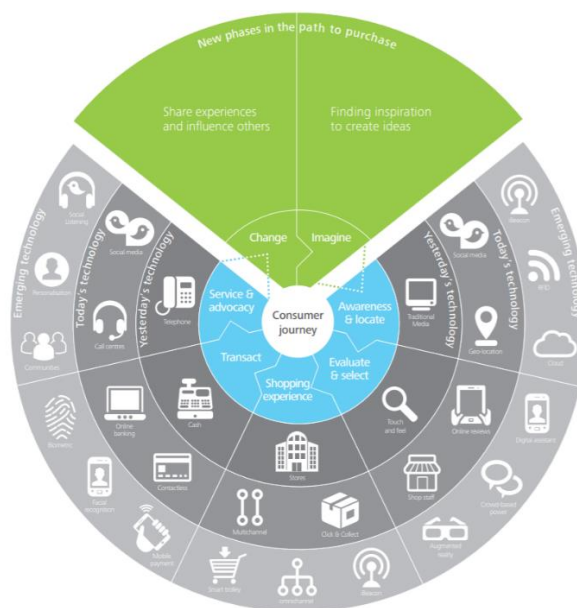 New phases in the path to purchase
Share experiences
and influence others
Finding inspiration
to create ideas
Change
Imagine
Service &
advocacy
Awareness
& locate
Consumer
journey
Transact
Evaluate
& select
Shopping
experience
Emerging technology
Today's technology
Yesterday's technology
Yesterday's technology
Today's technology
Emerging technology
Social
Listening
Personalisation
Communities
Social media
Call centres
Telephone
Traditional
Media
Social media
Geo-location
Beacon
Cloud
Biometric
Facial
recognition
Mobile
payment
Online
banking
Contactless
Cash
Stores
Multichannel
Click & Collect
Smart trolley
omnichannel
iBeacon
Touch
and feel
Online reviews
Shop staff
Digital assistant
Crowd-based
power
Augmented
reality